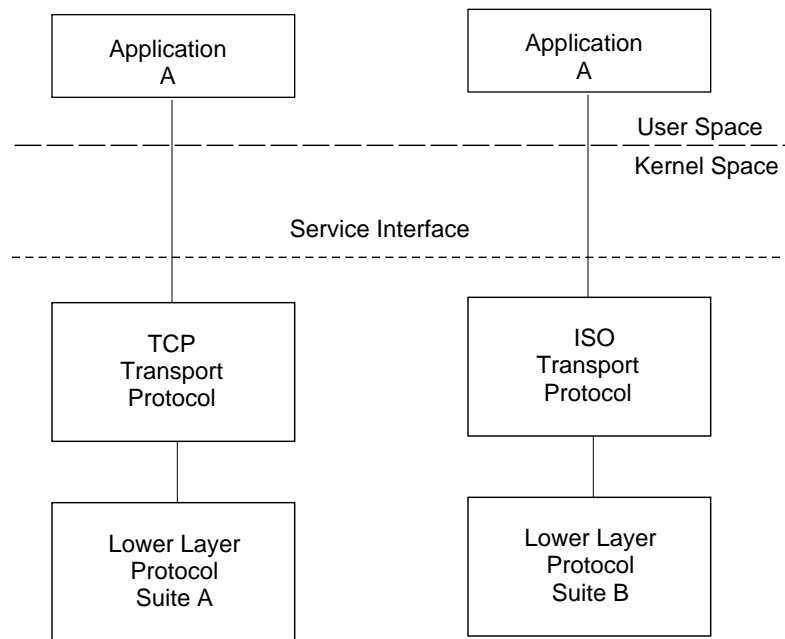 Application
A
Application
A
User Space
Kernel Space
Service Interface
TCP
Transport
Protocol
ISO
Transport
Protocol
Lower Layer
Protocol
Suite A
Lower Layer
Protocol
Suite B